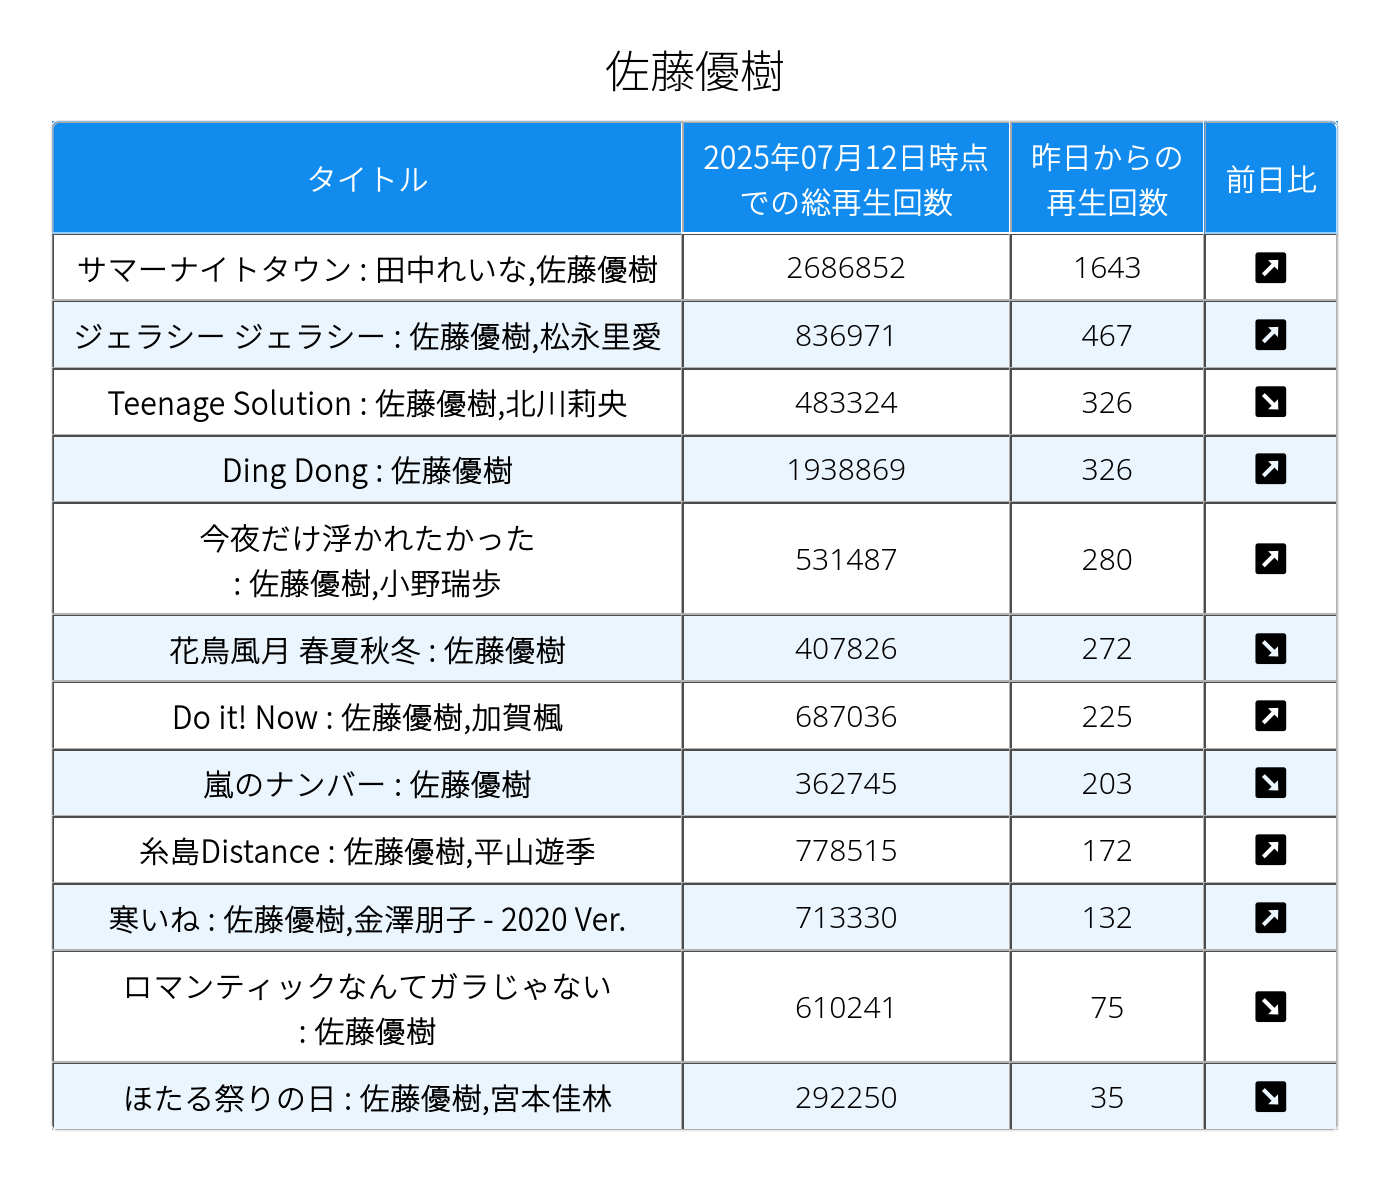 佐藤優樹
タイトル
2025年07月12日時点
での総再生回数
昨日からの
再生回数
前日比
サマーナイトタウン : 田中れいな,佐藤優樹 2686852 1643 ↗
ジェラシー ジェラシー : 佐藤優樹,松永里愛 836971 467 ↗
Teenage Solution : 佐藤優樹,北川莉央 483324 326 ↘
Ding Dong : 佐藤優樹 1938869 326 ↗
今夜だけ浮かれたかった
: 佐藤優樹,小野瑞歩 531487 280 ↗
花鳥風月 春夏秋冬 : 佐藤優樹 407826 272 ↘
Do it! Now : 佐藤優樹,加賀楓 687036 225 ↗
嵐のナンバー : 佐藤優樹 362745 203 ↘
糸島Distance : 佐藤優樹,平山遊季 778515 172 ↗
寒いね : 佐藤優樹,金澤朋子 - 2020 Ver. 713330 132 ↗
ロマンティックなんてガラじゃない
: 佐藤優樹 610241 75 ↘
ほたる祭りの日 : 佐藤優樹,宮本佳林 292250 35 ↘